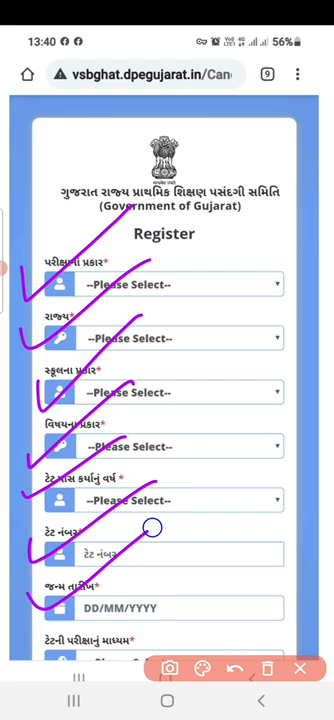 13:40
56%
vsbghat.dpegujarat.in/Can
9
ગુજરાત રાજ્ય પ્રાથમિક શિક્ષણ પસંદગી સમિતિ
(Government of Gujarat)
Register
પરીક્ષાનો પ્રકાર*
--Please Select--
રાજ્ય*
--Please Select--
સ્કૂલના પ્રકાર*
--Please Select--
વિષયના પ્રકાર*
--Please Select--
ટેટ પાસ કર્યાનું વર્ષ *
--Please Select--
ટેટ નંબર*
ટેટ નંબર
જન્મ તારીખ*
DD/MM/YYYY
ટેટની પરીક્ષાનું માધ્યમ*